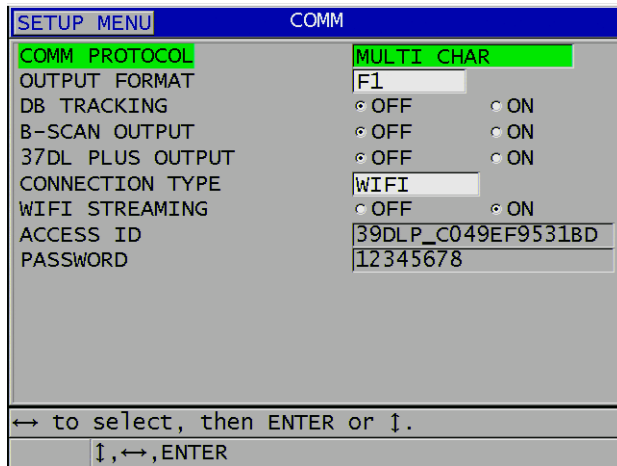 SETUP MENU COMM
COMM PROTOCOL MULTI CHAR
OUTPUT FORMAT F1
DB TRACKING OFF ON
B-SCAN OUTPUT OFF ON
37DL PLUS OUTPUT OFF ON
CONNECTION TYPE WIFI
WIFI STREAMING OFF ON
ACCESS ID 39DLP_C049EF9531BD
PASSWORD 12345678
↔ to select, then ENTER or ↕.
↕,↔,ENTER